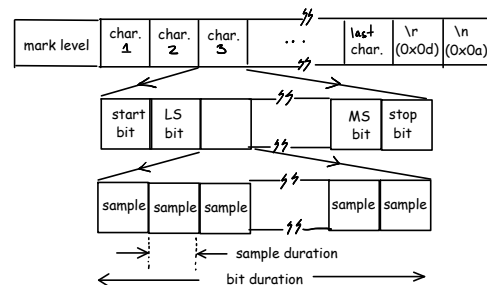 mark level
char.
1
char.
2
char.
3
...
last
char.
\r
(0x0d)
\n
(0x0a)
start
bit
LS
bit
MS
bit
stop
bit
sample
sample
sample
sample
sample
sample duration
bit duration